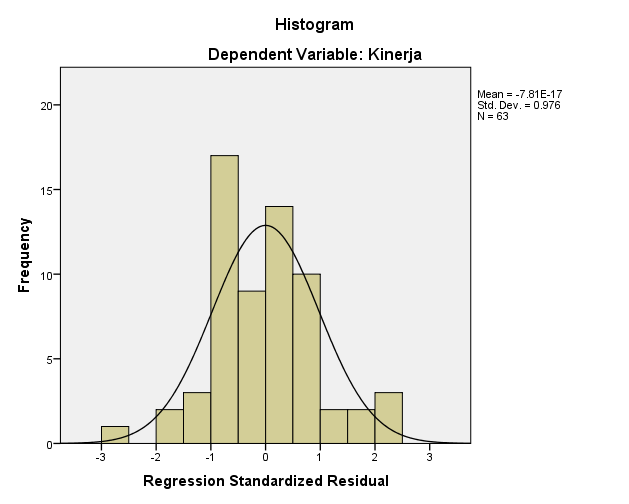 Histogram
Dependent Variable: Kinerja
Mean = -7.81E-17
Std. Dev. = 0.976
N = 63
Frequency
20
15
10
5
0
-3 -2 -1 0 1 2 3
Regression Standardized Residual